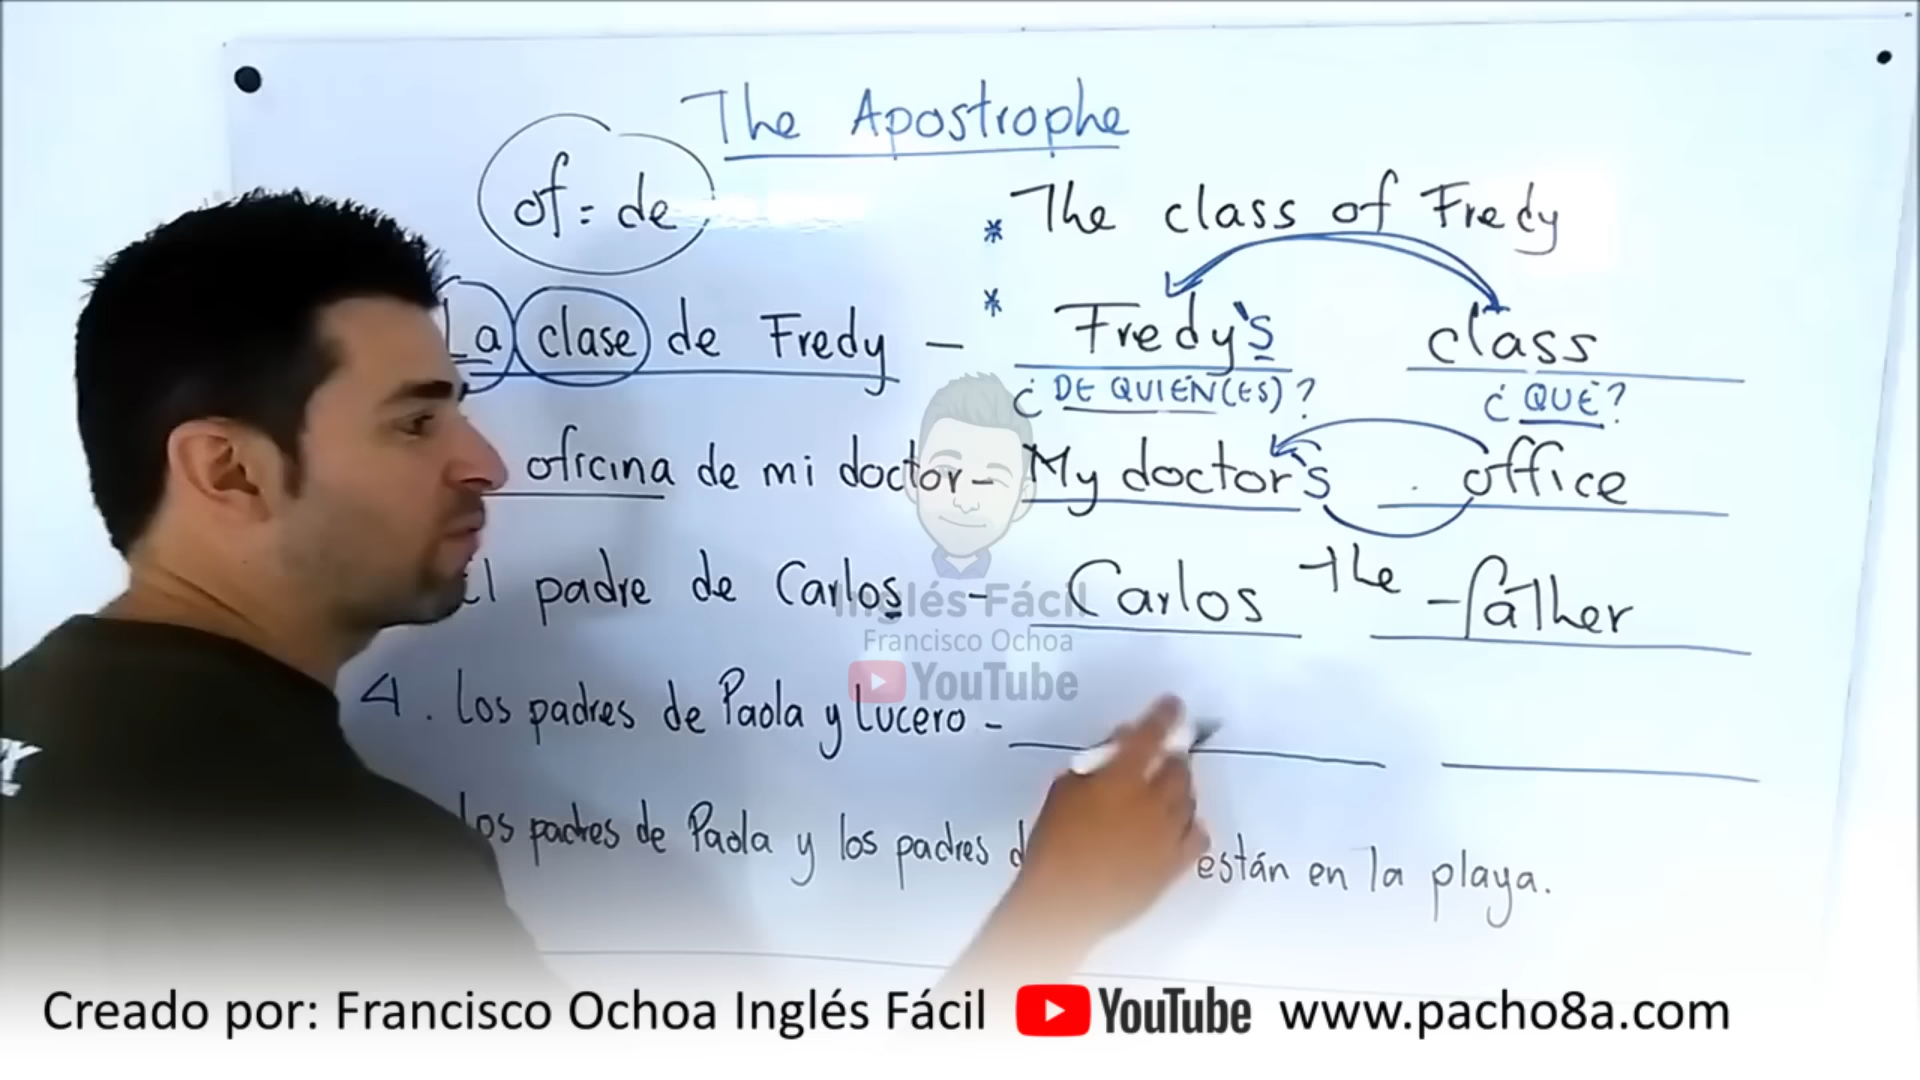 The Apostrophe
of = de
* The class of Fredy
La clase de Fredy - * Fredy's class
¿DE QUIEN(ES)? ¿QUÉ?
oficina de mi doctor - My doctor's office
El padre de Carlos - Carlos the - father
4. Los padres de Paola y Lucero -
Los padres de Paola y los padres están en la playa.
Inglés Fácil
Francisco Ochoa
YouTube
Creado por: Francisco Ochoa Inglés Fácil YouTube www.pacho8a.com